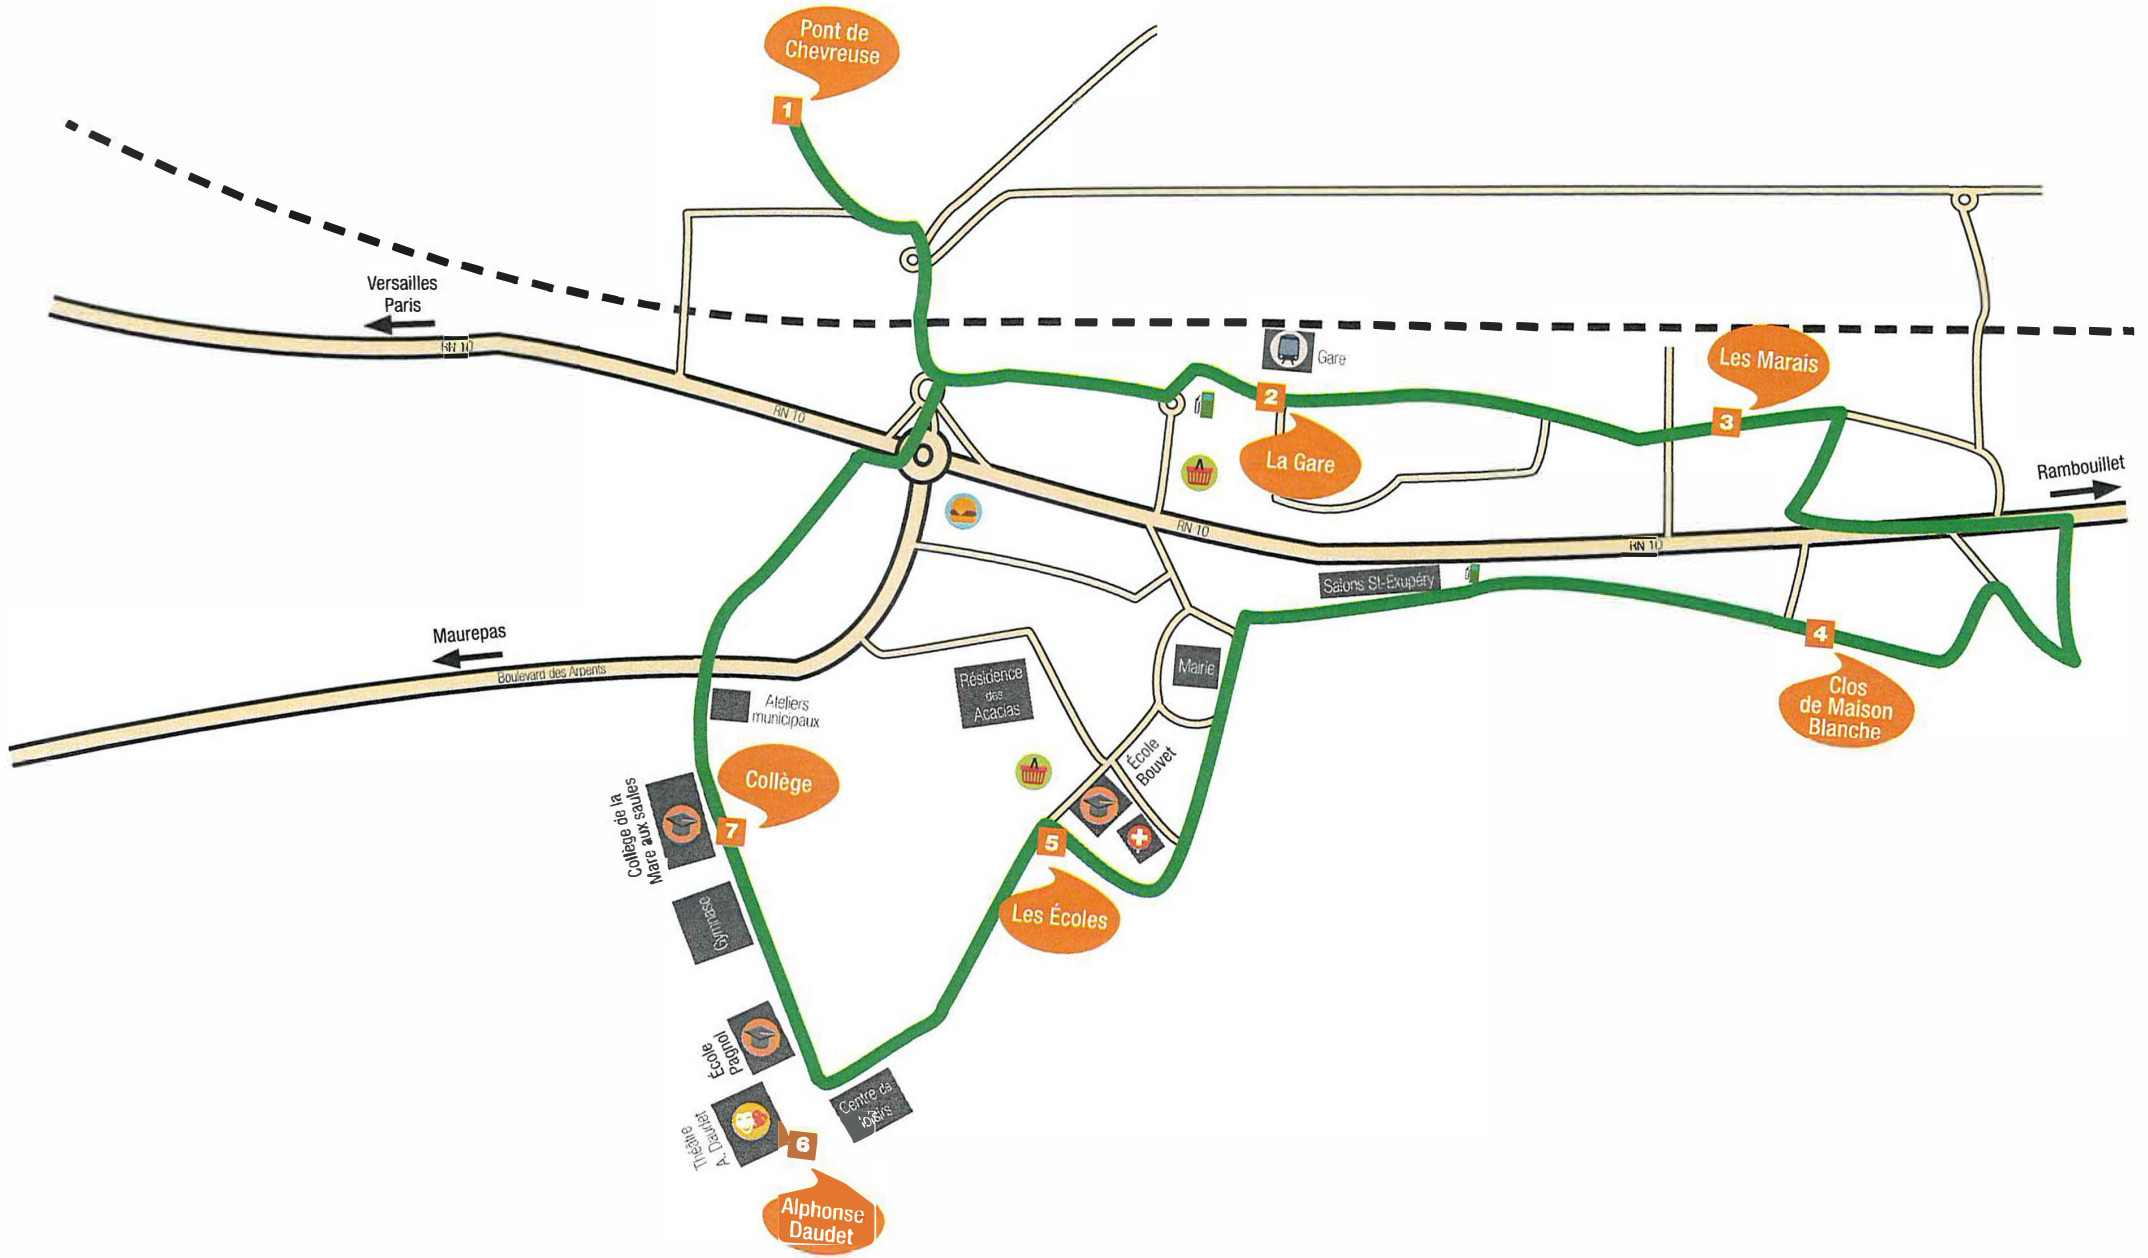 Pont de
Chevreuse
1
Versailles
Paris
RN 10
RN 10
Gare
2
La Gare
Les Marais
3
Rambouillet
RN 10
RN 10
Salons St-Exupéry
4
Clos
de Maison
Blanche
Maurepas
Boulevard des Arpents
Mairie
Résidence
des
Acacias
Ateliers
municipaux
École
Bouvet
Collège
7
Collège de la
Mare aux saules
5
Les Écoles
Gymnase
École
Pagnol
Centre de
loisirs
Théâtre
A. Daudet
6
Alphonse
Daudet